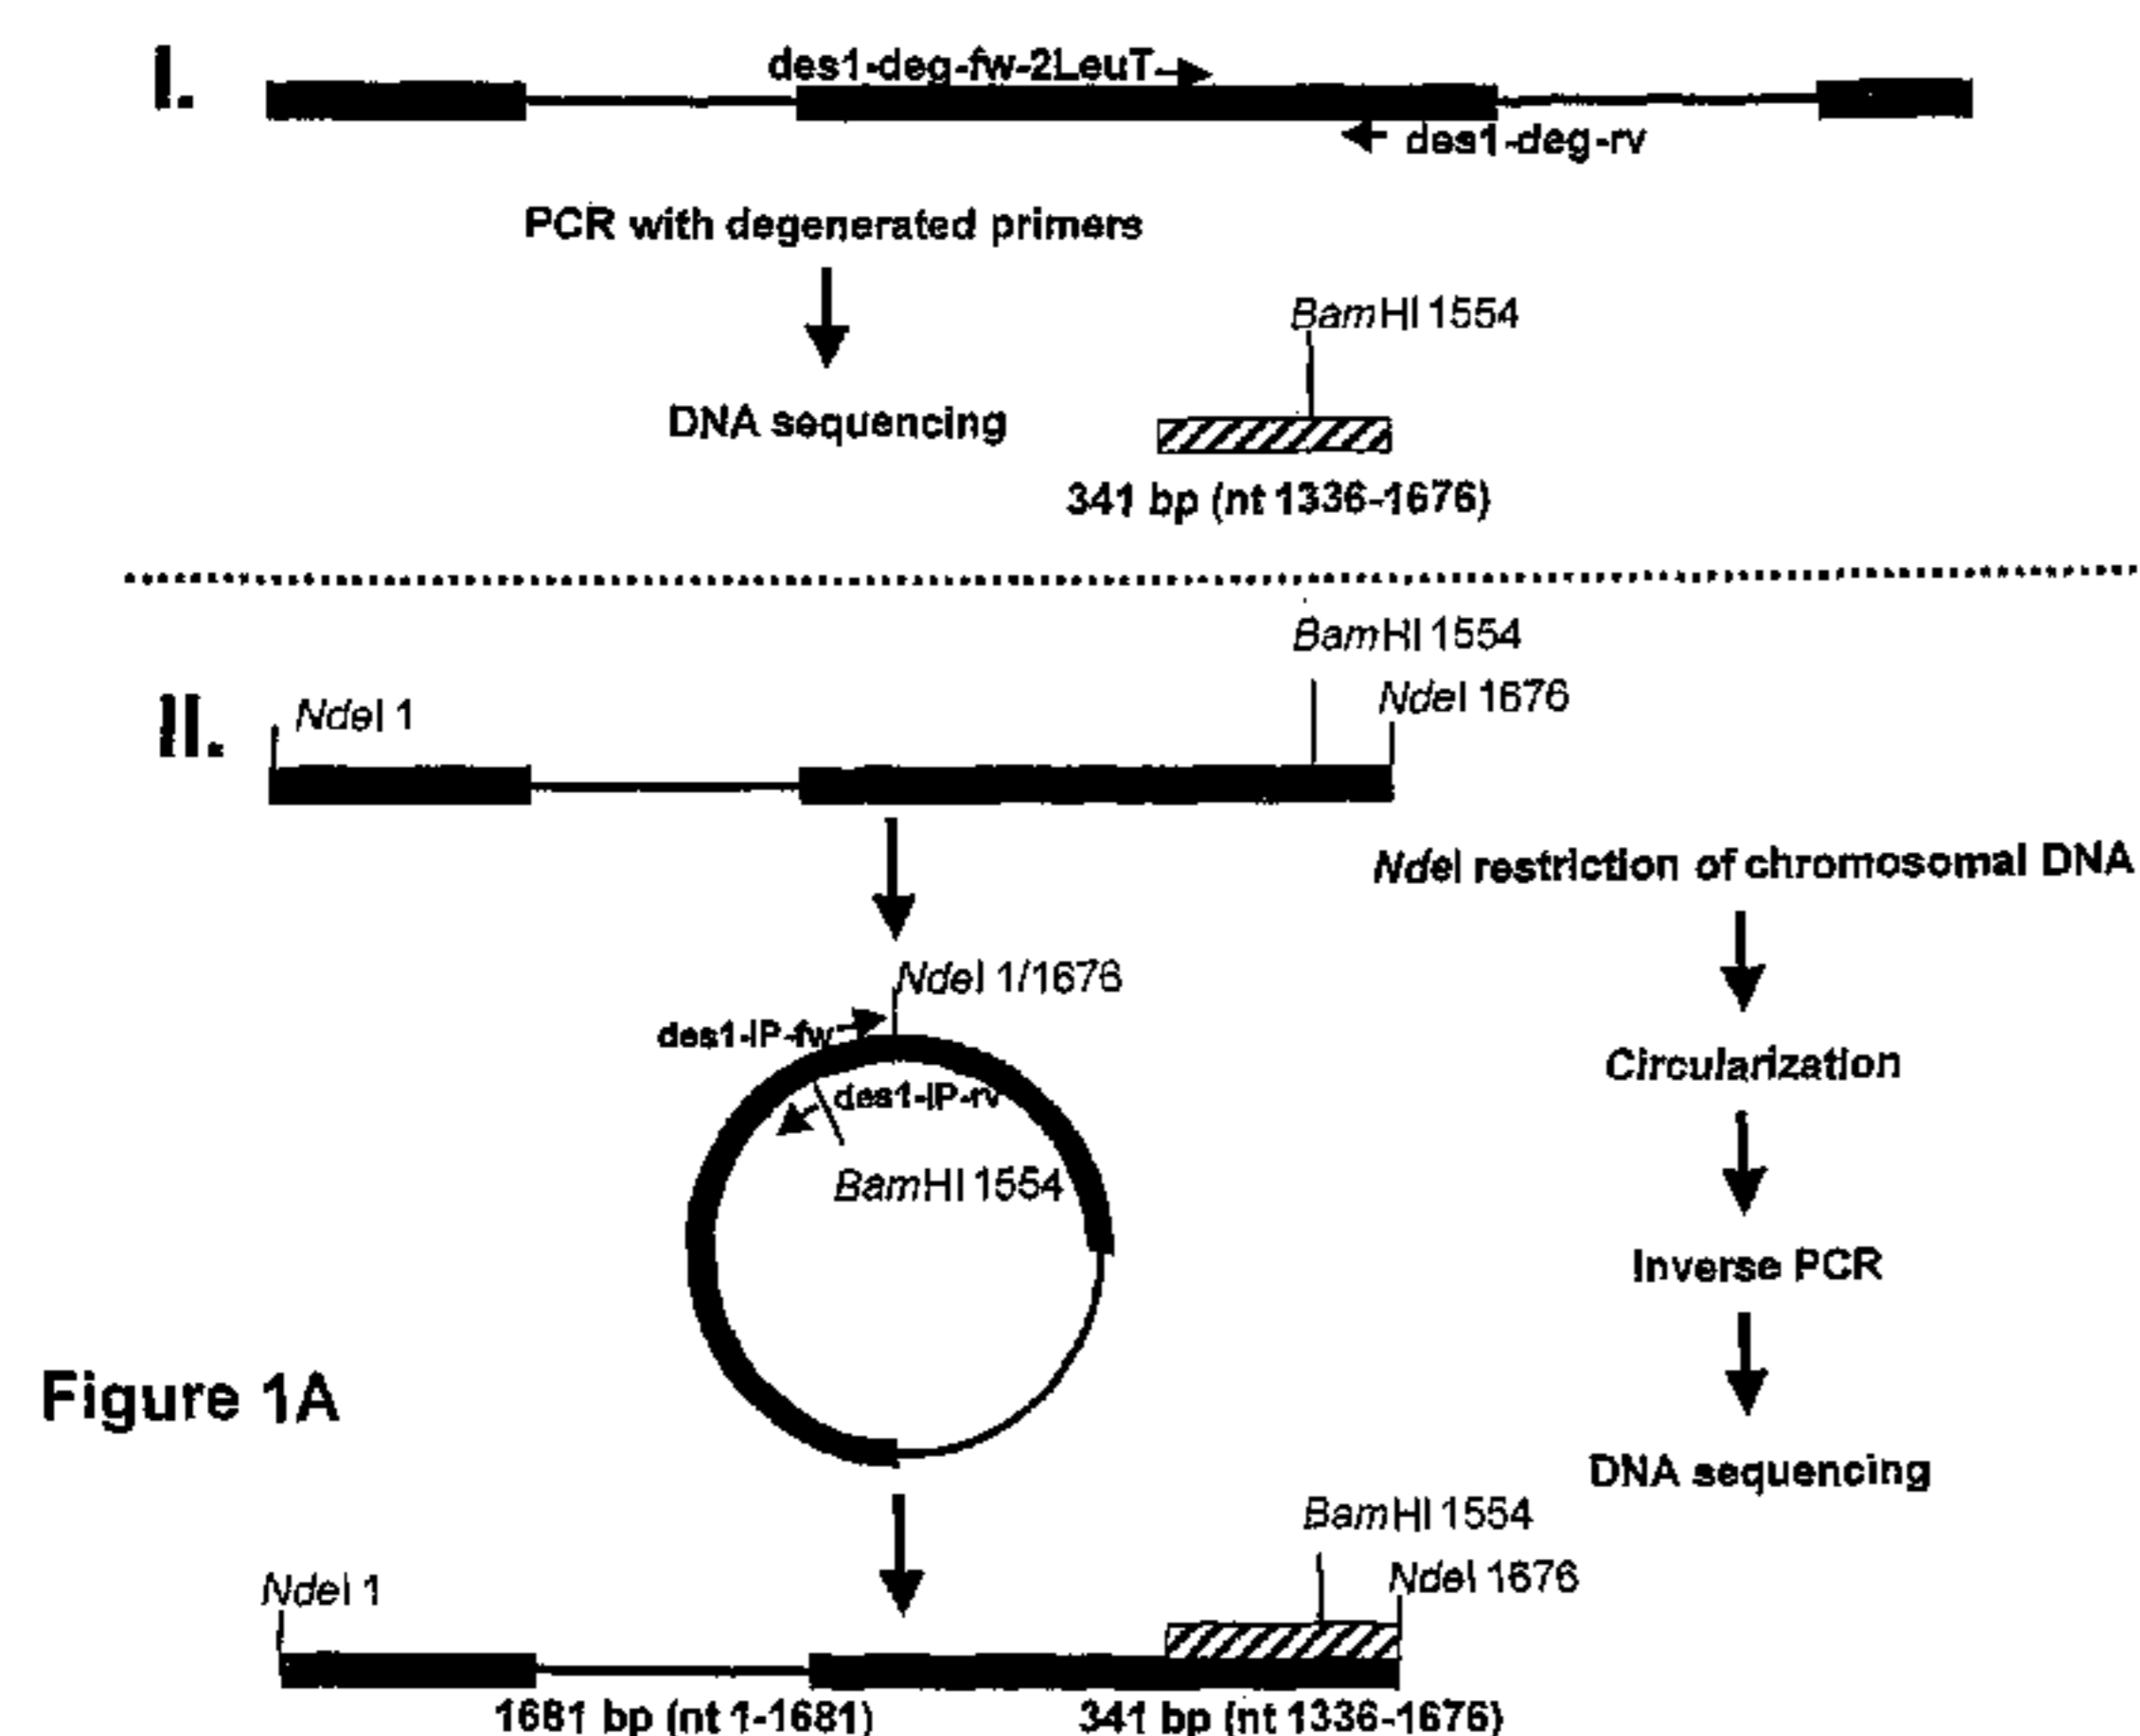 I.
des1-deg-fw-2LeuT
des1-deg-rv
PCR with degenerated primers
BamHI 1554
DNA sequencing
341 bp (nt 1336-1676)
BamHI 1554
II.
NdeI 1
NdeI 1676
NdeI restriction of chromosomal DNA
NdeI 1/1676
des1-IP-fw
des1-IP-rv
Circularization
BamHI 1554
Inverse PCR
Figure 1A
DNA sequencing
BamHI 1554
NdeI 1
NdeI 1676
1681 bp (nt 1-1681)
341 bp (nt 1336-1676)